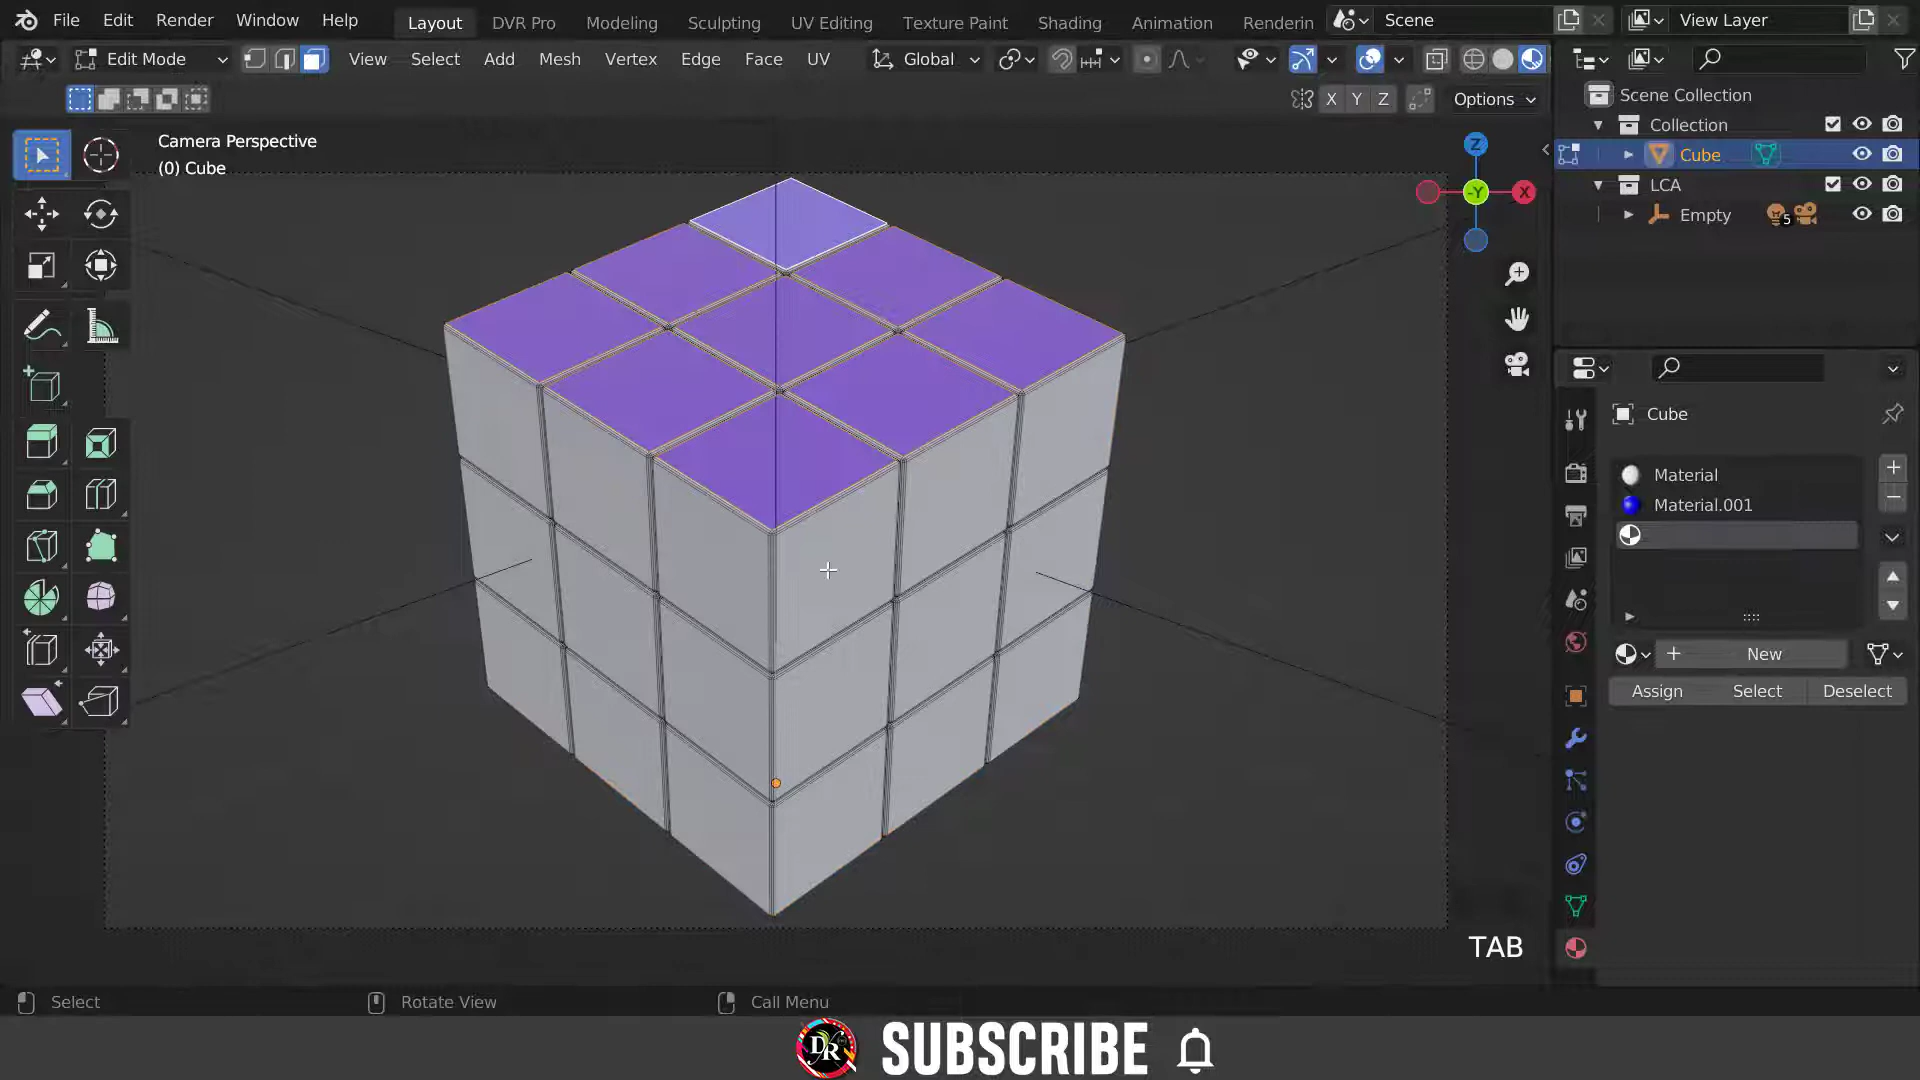 File Edit Render Window Help Layout DVR Pro Modeling Sculpting UV Editing Texture Paint Shading Animation Renderin Scene View Layer
Edit Mode View Select Add Mesh Vertex Edge Face UV Global
X Y Z Options
Scene Collection
Collection
Cube
LCA
Empty 5
Camera Perspective
(0) Cube
Z
-Y X
Cube
Material
Material.001
New
Assign Select Deselect
TAB
Select Rotate View Call Menu
DR SUBSCRIBE